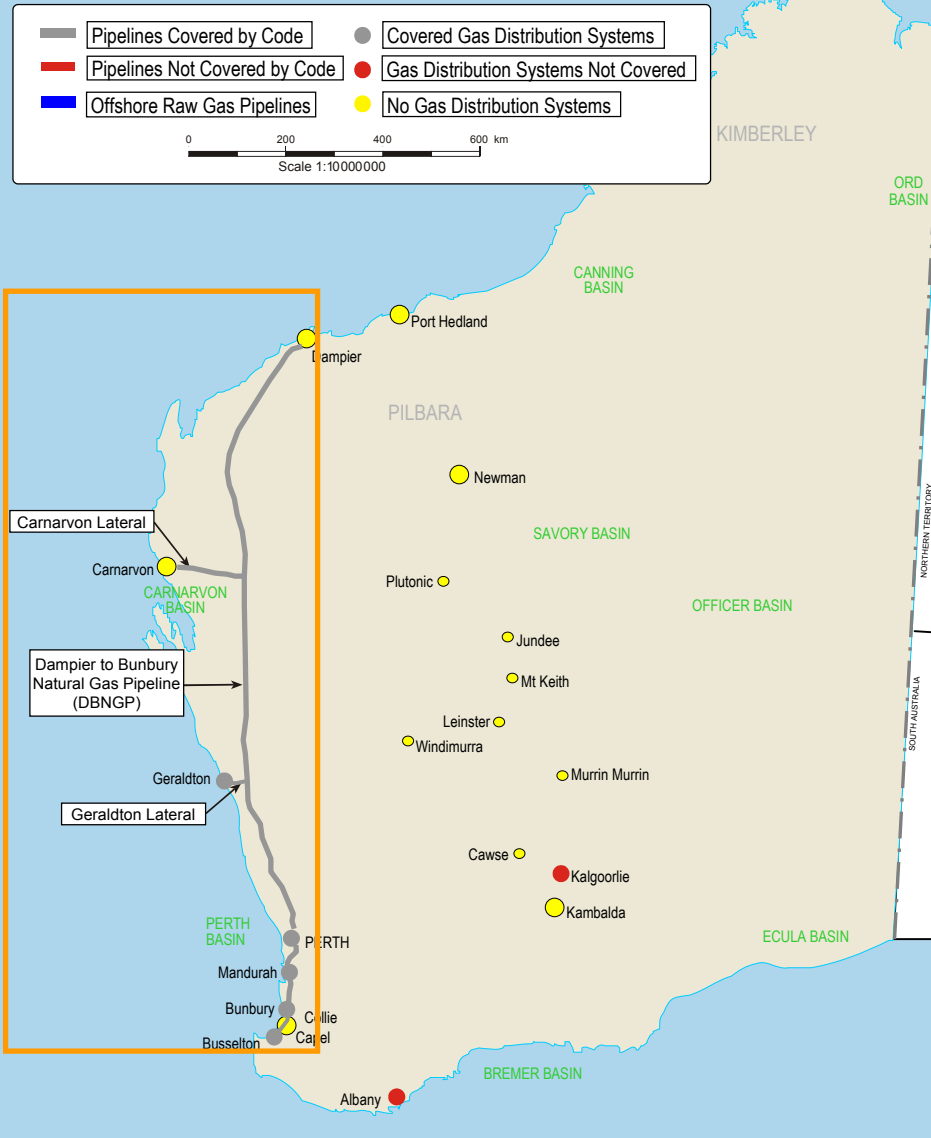 Pipelines Covered by Code
Covered Gas Distribution Systems
Pipelines Not Covered by Code
Gas Distribution Systems Not Covered
Offshore Raw Gas Pipelines
No Gas Distribution Systems
0 200 400 600 km
Scale 1:10000000
KIMBERLEY
ORD
BASIN
CANNING
BASIN
Port Hedland
Dampier
PILBARA
Newman
NORTHERN TERRITORY
Carnarvon Lateral
SAVORY BASIN
Carnarvon
Plutonic
CARNARVON
BASIN
OFFICER BASIN
Jundee
Dampier to Bunbury
Natural Gas Pipeline
(DBNGP)
Mt Keith
SOUTH AUSTRALIA
Leinster
Windimurra
Geraldton
Murrin Murrin
Geraldton Lateral
Cawse
Kalgoorlie
Kambalda
PERTH
BASIN
PERTH
ECULA BASIN
Mandurah
Bunbury
Collie
Capel
Busselton
BREMER BASIN
Albany